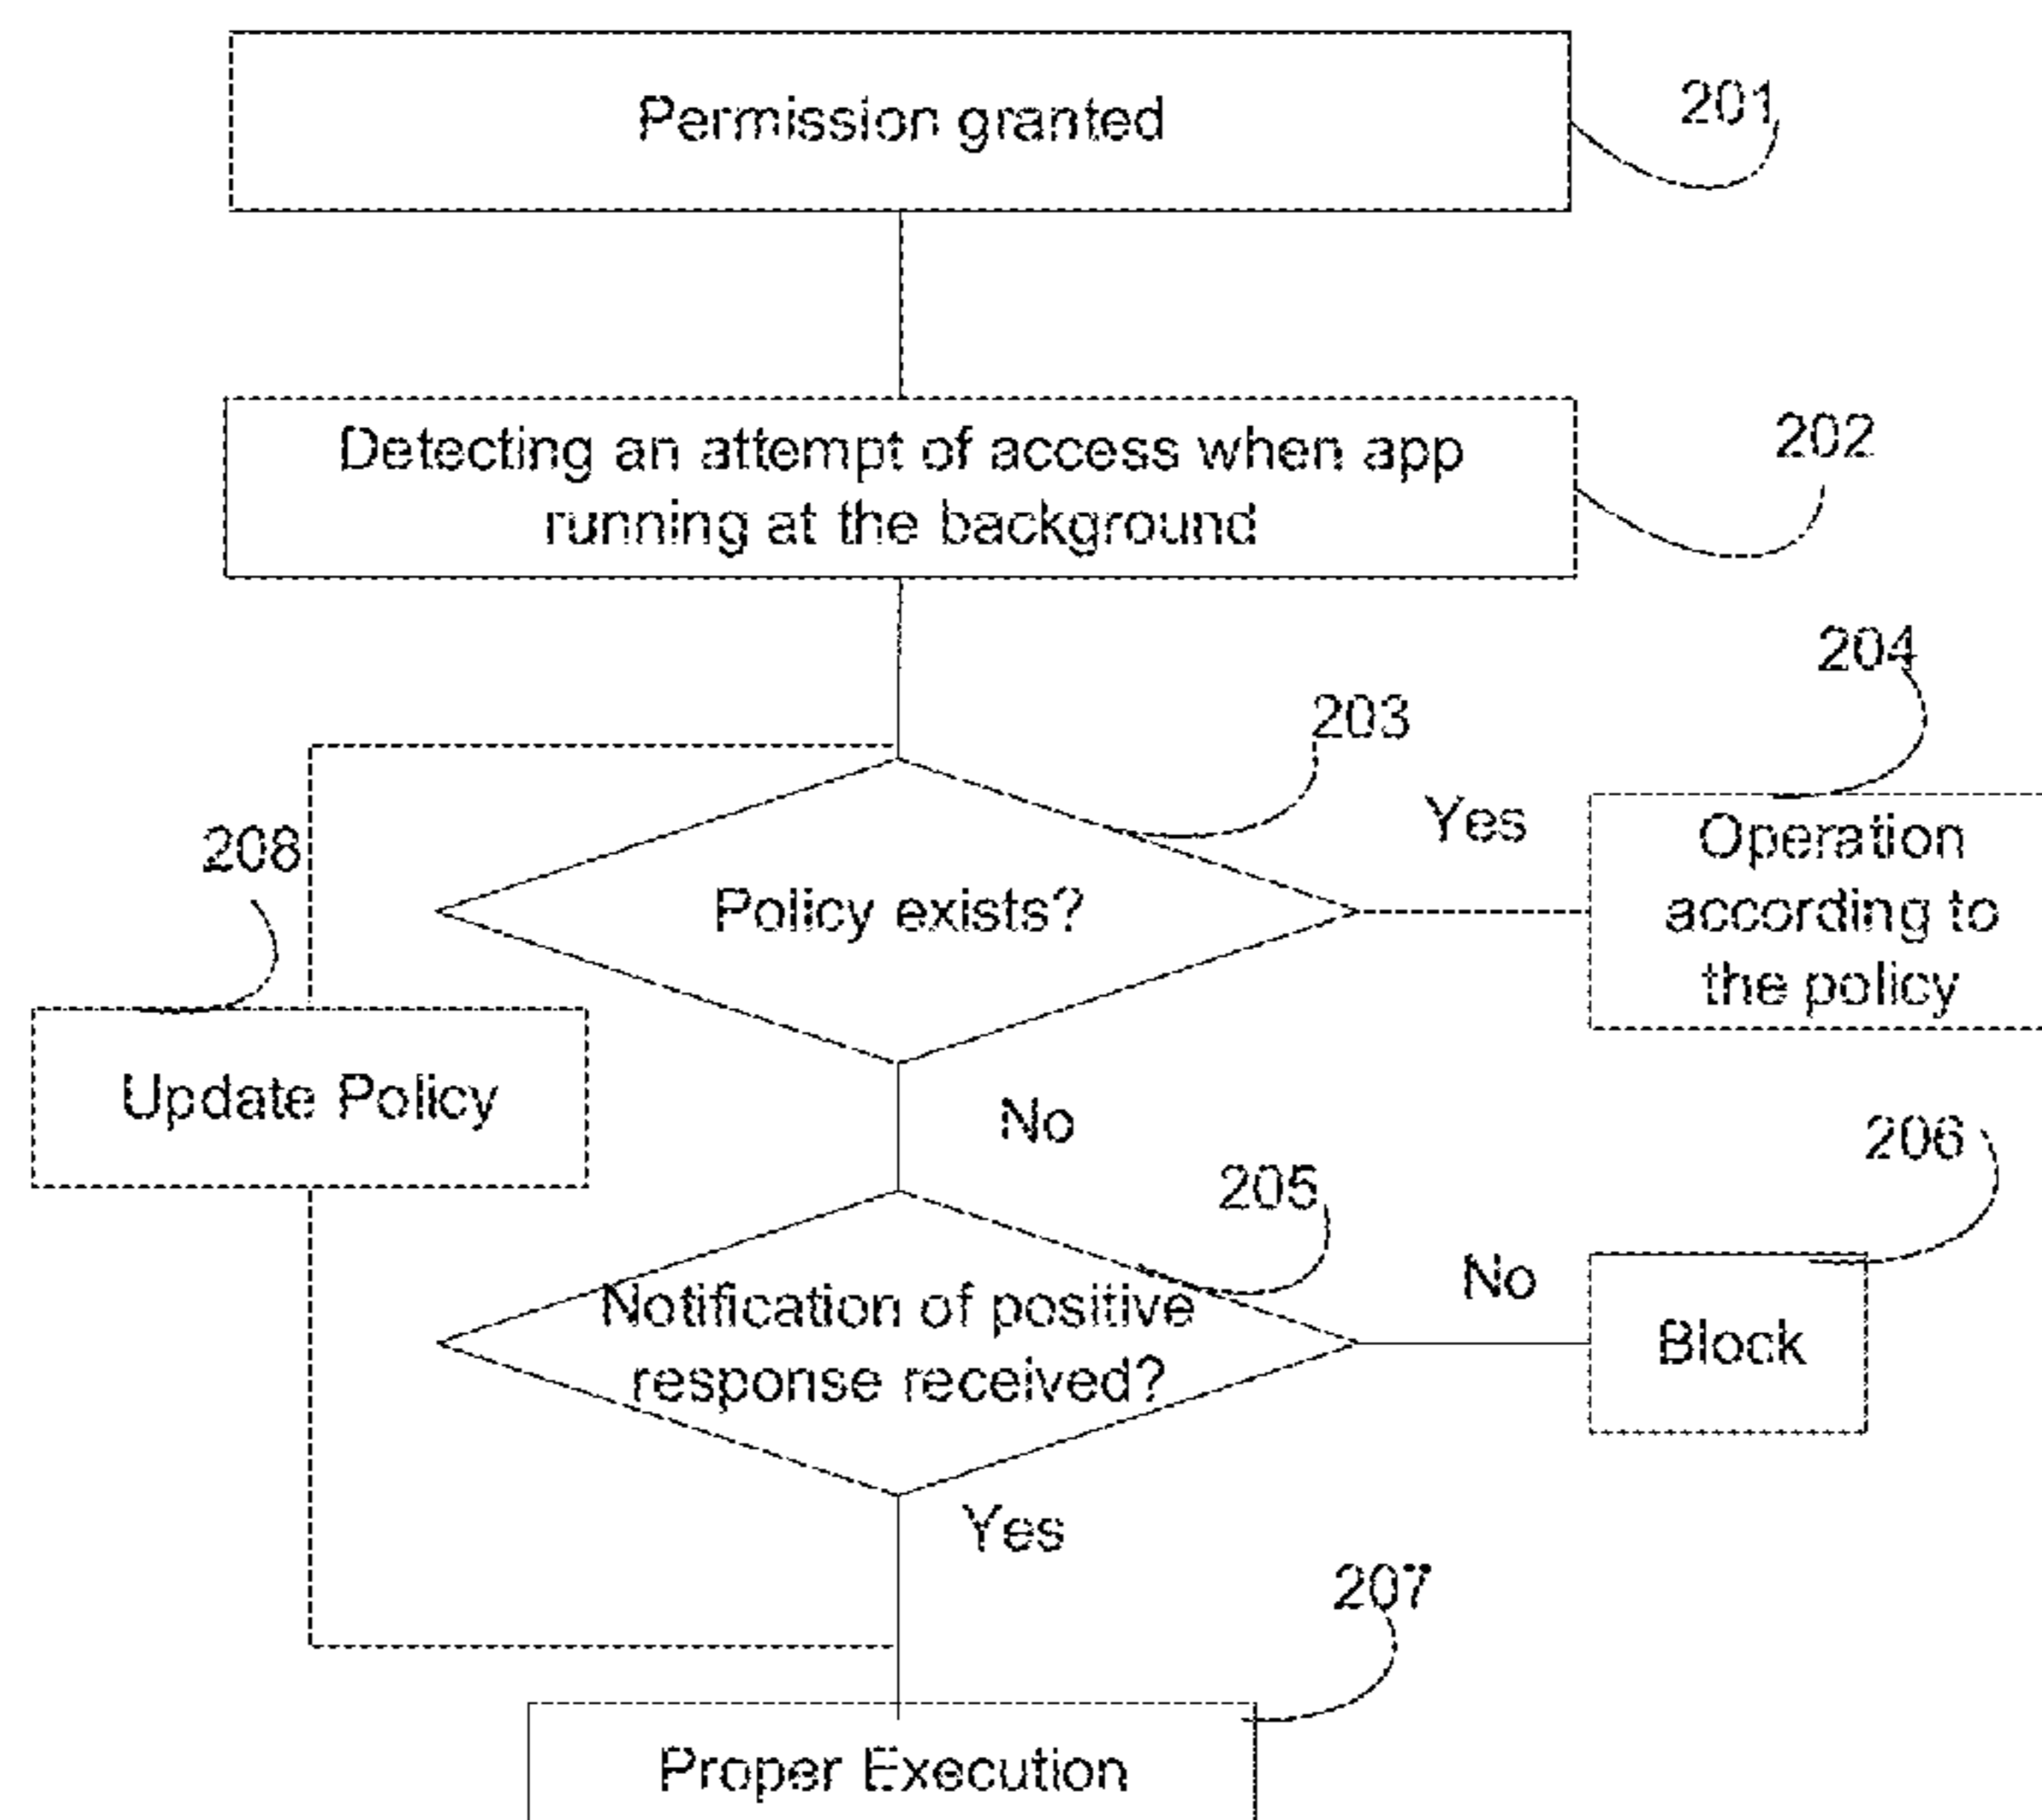 Permission granted
201
Detecting an attempt of access when app
running at the background
202
203
204
Policy exists?
Yes
Operation
according to
the policy
208
Update Policy
No
205
206
Notification of positive
response received?
No
Block
Yes
207
Proper Execution